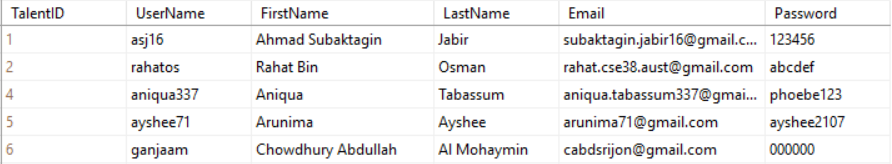 TalentID UserName FirstName LastName Email Password
1 asj16 Ahmad Subaktagin Jabir subaktagin.jabir16@gmail.c... 123456
2 rahatos Rahat Bin Osman rahat.cse38.aust@gmail.com abcdef
4 aniqua337 Aniqua Tabassum aniqua.tabassum337@gmai... phoebe123
5 ayshee71 Arunima Ayshee arunima71@gmail.com ayshee2107
6 ganjaam Chowdhury Abdullah Al Mohaymin cabdsrijon@gmail.com 000000